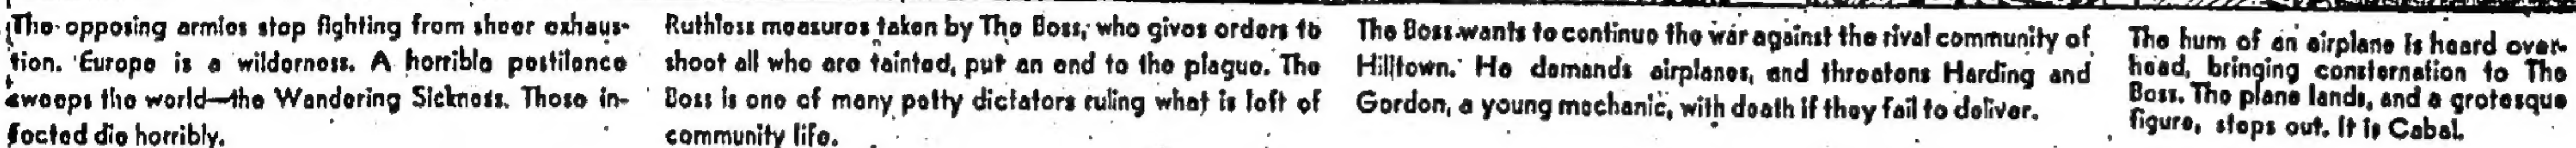 The opposing armies stop fighting from sheer exhaus-
tion. Europe is a wilderness. A horrible pestilence
sweeps the world—the Wandering Sickness. Those in-
fected die horribly.
Ruthless measures taken by The Boss, who gives orders to
shoot all who are tainted, put an end to the plague. The
Boss is one of many petty dictators ruling what is left of
community life.
The Boss wants to continue the war against the rival community of
Hilltown. He demands airplanes, and threatens Harding and
Gordon, a young mechanic, with death if they fail to deliver.
The hum of an airplane is heard over-
head, bringing consternation to The
Boss. The plane lands, and a grotesque
figure, steps out. It is Cabal.